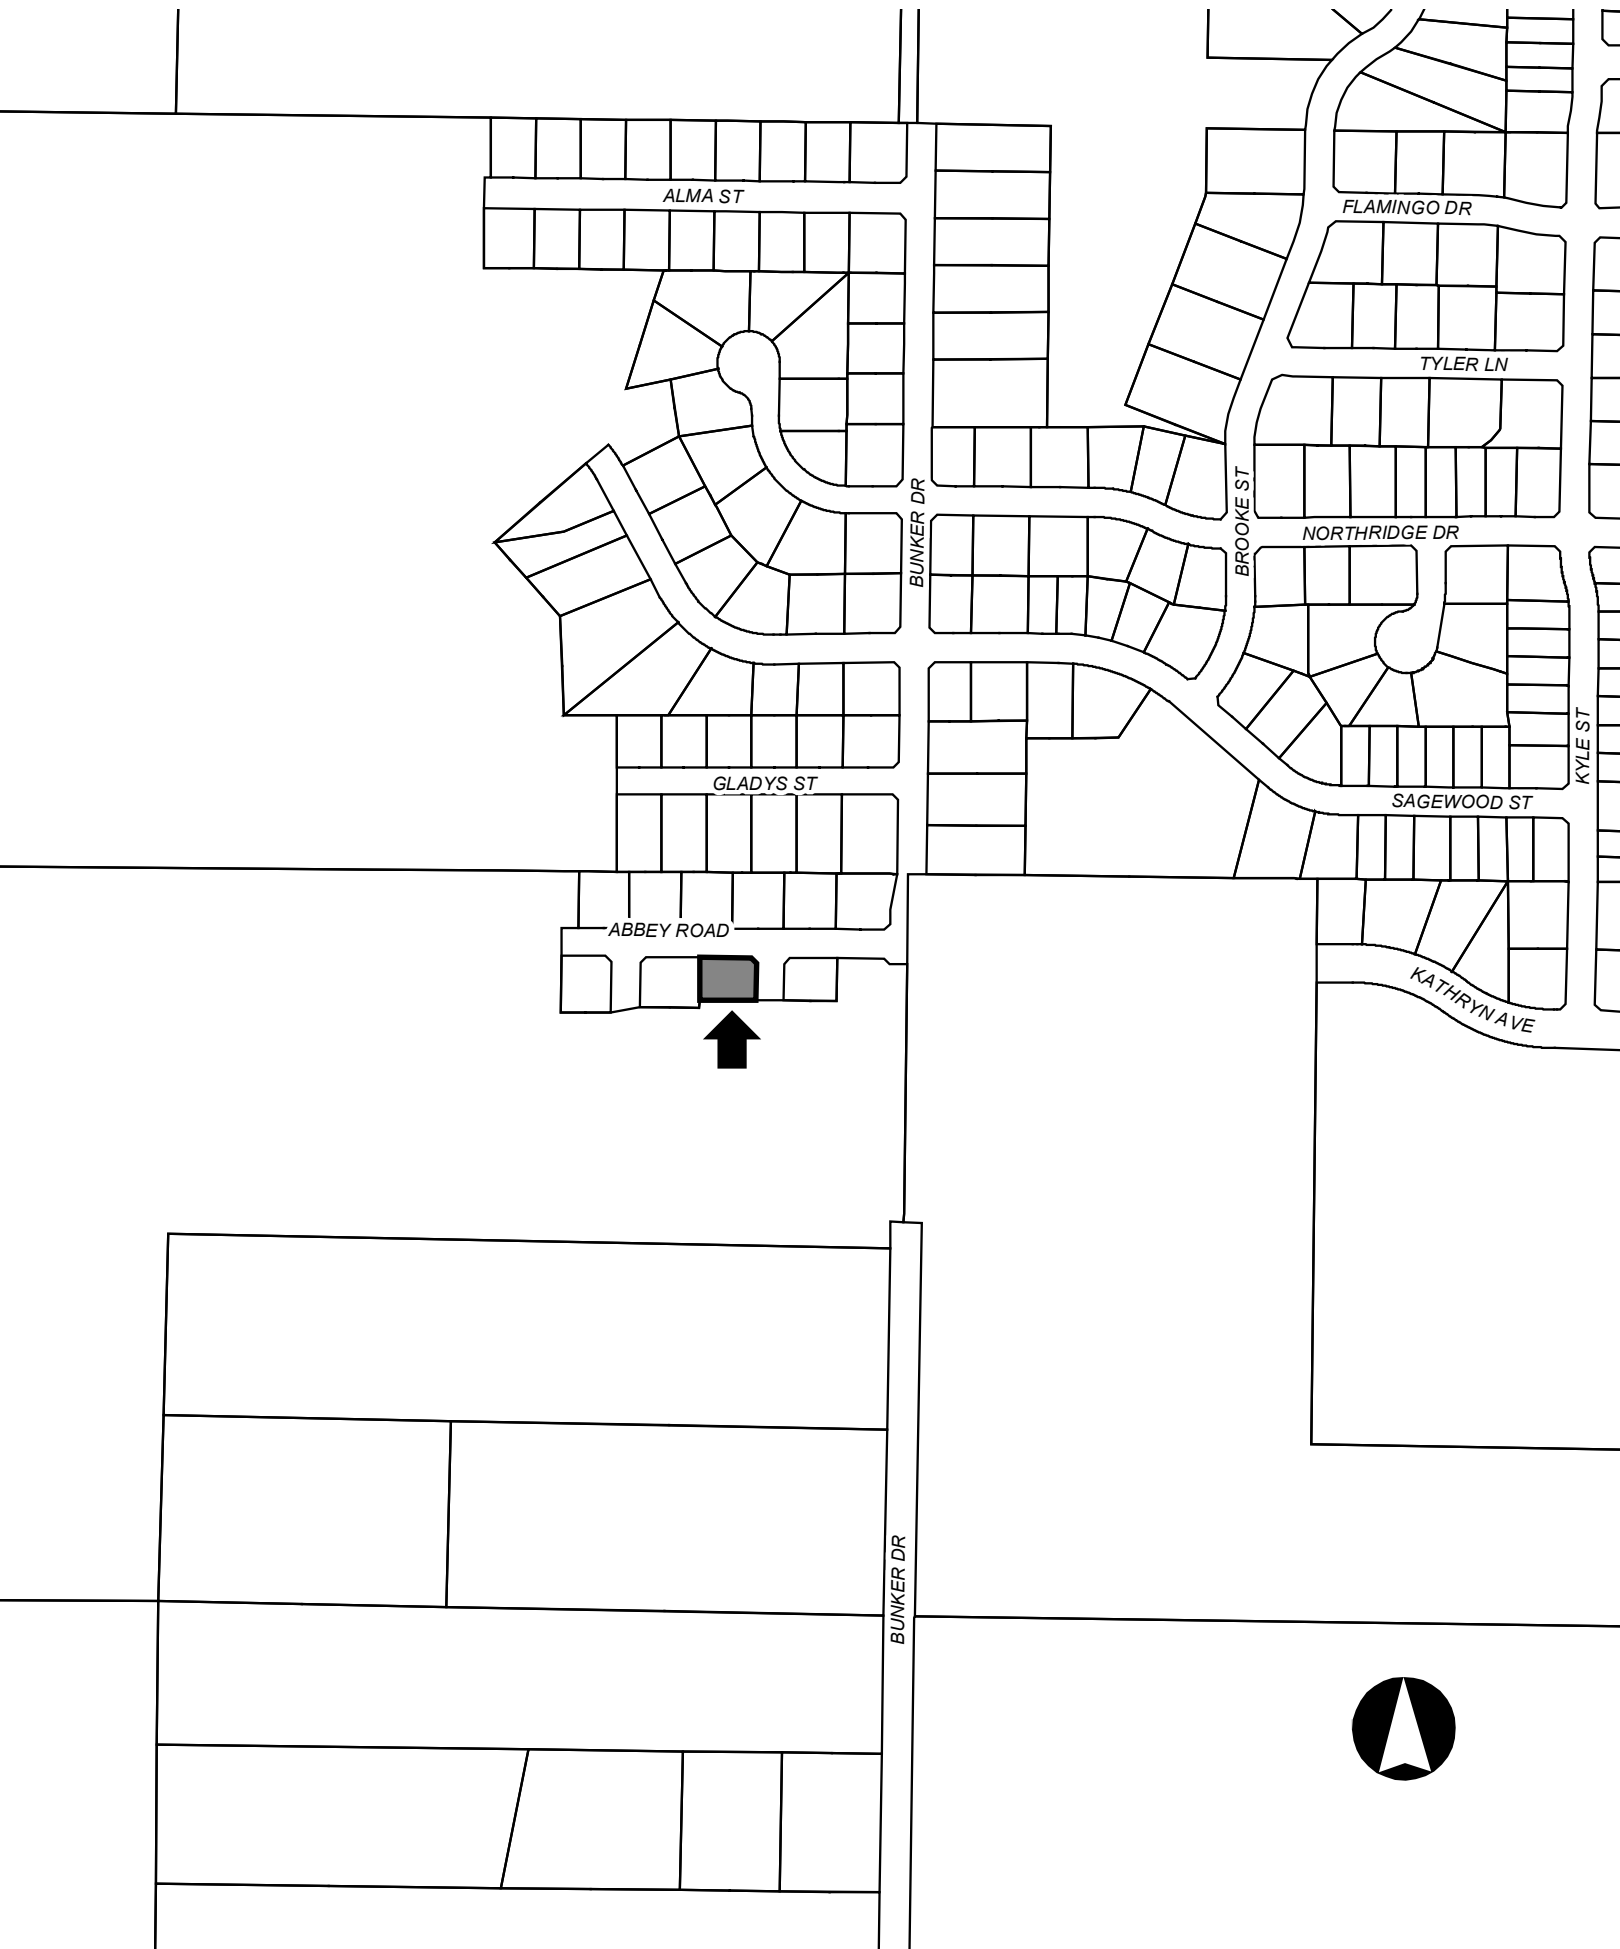 ALMA ST
FLAMINGO DR
TYLER LN
BUNKER DR
BROOKE ST
NORTHRIDGE DR
KYLE ST
GLADYS ST
SAGEWOOD ST
ABBEY ROAD
KATHRYN AVE
BUNKER DR